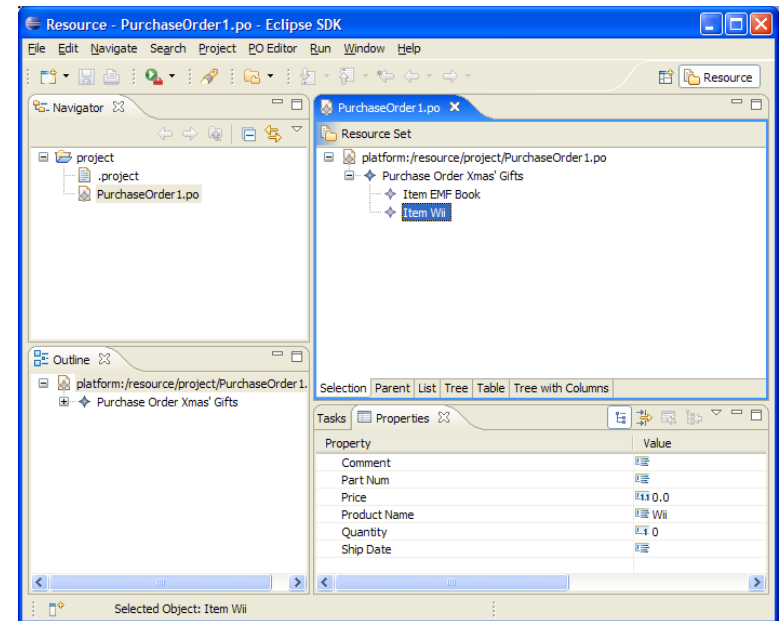 Resource - PurchaseOrder1.po - Eclipse SDK
File Edit Navigate Search Project PO Editor Run Window Help
Resource
Navigator
project
.project
PurchaseOrder1.po
PurchaseOrder1.po
Resource Set
platform:/resource/project/PurchaseOrder1.po
Purchase Order Xmas' Gifts
Item EMF Book
Item Wii
Selection Parent List Tree Table Tree with Columns
Outline
platform:/resource/project/PurchaseOrder1.
Purchase Order Xmas' Gifts
Tasks Properties
Property Value
Comment
Part Num
Price 0.0
Product Name Wii
Quantity 0
Ship Date
Selected Object: Item Wii